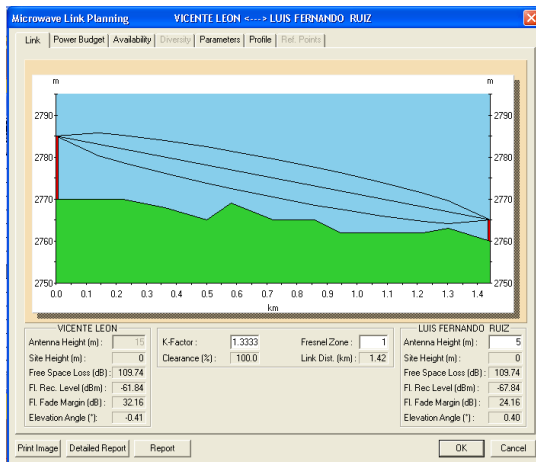 Microwave Link Planning VICENTE LEON <---> LUIS FERNANDO RUIZ
Link Power Budget Availability Diversity Parameters Profile Ref. Points
m m
2790 2790
2780 2780
2770 2770
2760 2760
2750 2750
0.0 0.1 0.2 0.3 0.4 0.5 0.6 0.7 0.8 0.9 1.0 1.1 1.2 1.3 1.4
km
VICENTE LEON
Antenna Height (m) : 15
Site Height (m) : 0
Free Space Loss (dB) : 109.74
Fl. Rec. Level (dBm) : -61.84
Fl. Fade Margin (dB) : 32.16
Elevation Angle (°): -0.41
K-Factor : 1.3333 Fresnel Zone : 1
Clearance (%) : 100.0 Link Dist. (km) : 1.42
LUIS FERNANDO RUIZ
Antenna Height (m) : 5
Site Height (m) : 0
Free Space Loss (dB) : 109.74
Fl. Rec. Level (dBm) : -67.84
Fl. Fade Margin (dB) : 24.16
Elevation Angle (°): 0.40
Print Image Detailed Report Report OK Cancel